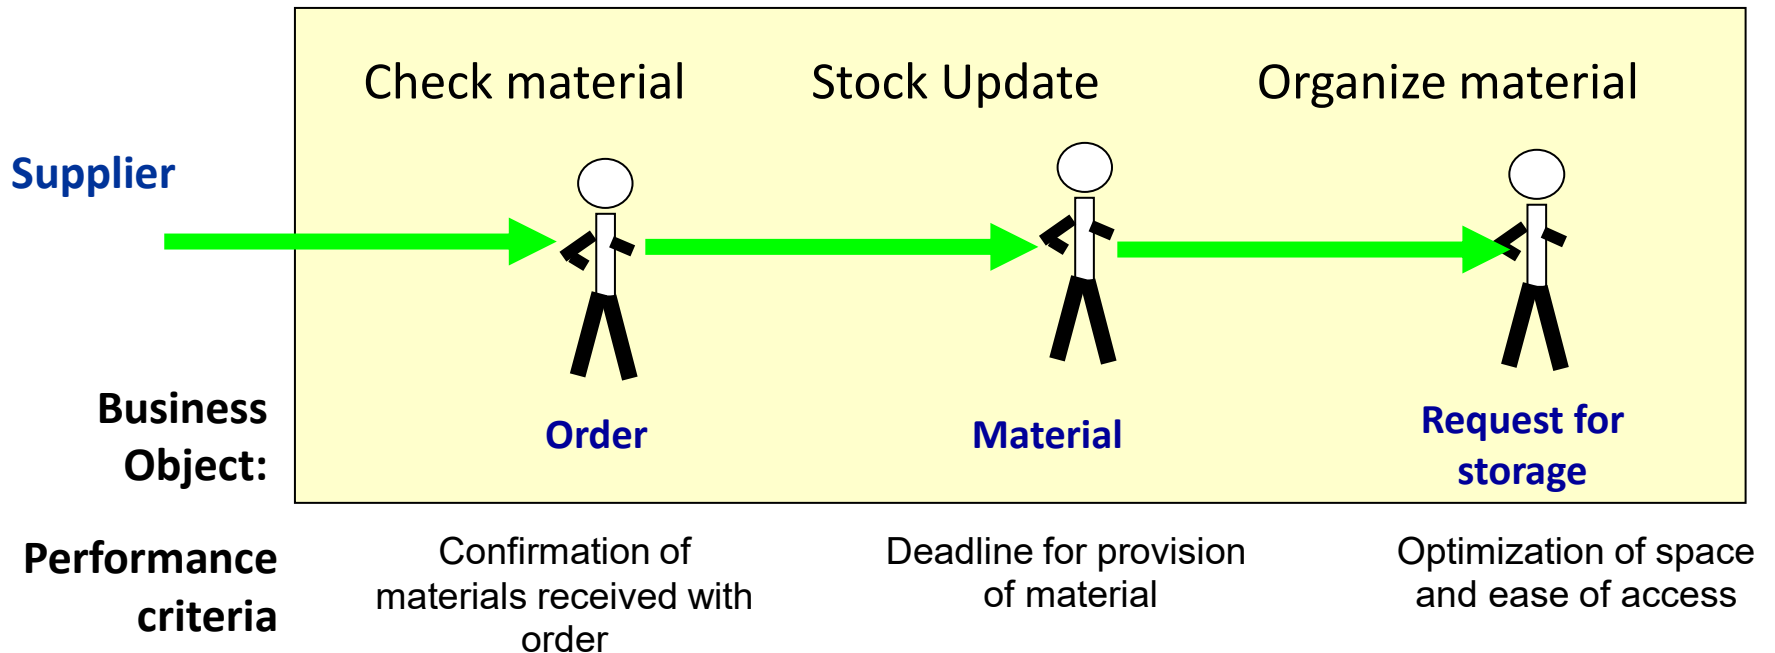 Check material
Stock Update
Organize material
Supplier
Business
Object:
Order
Material
Request for
storage
Performance
criteria
Confirmation of
materials received with
order
Deadline for provision
of material
Optimization of space
and ease of access